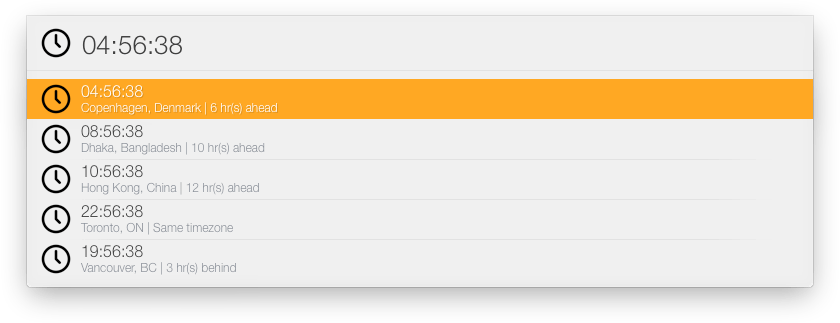 04:56:38
04:56:38
Copenhagen, Denmark | 6 hr(s) ahead
08:56:38
Dhaka, Bangladesh | 10 hr(s) ahead
10:56:38
Hong Kong, China | 12 hr(s) ahead
22:56:38
Toronto, ON | Same timezone
19:56:38
Vancouver, BC | 3 hr(s) behind